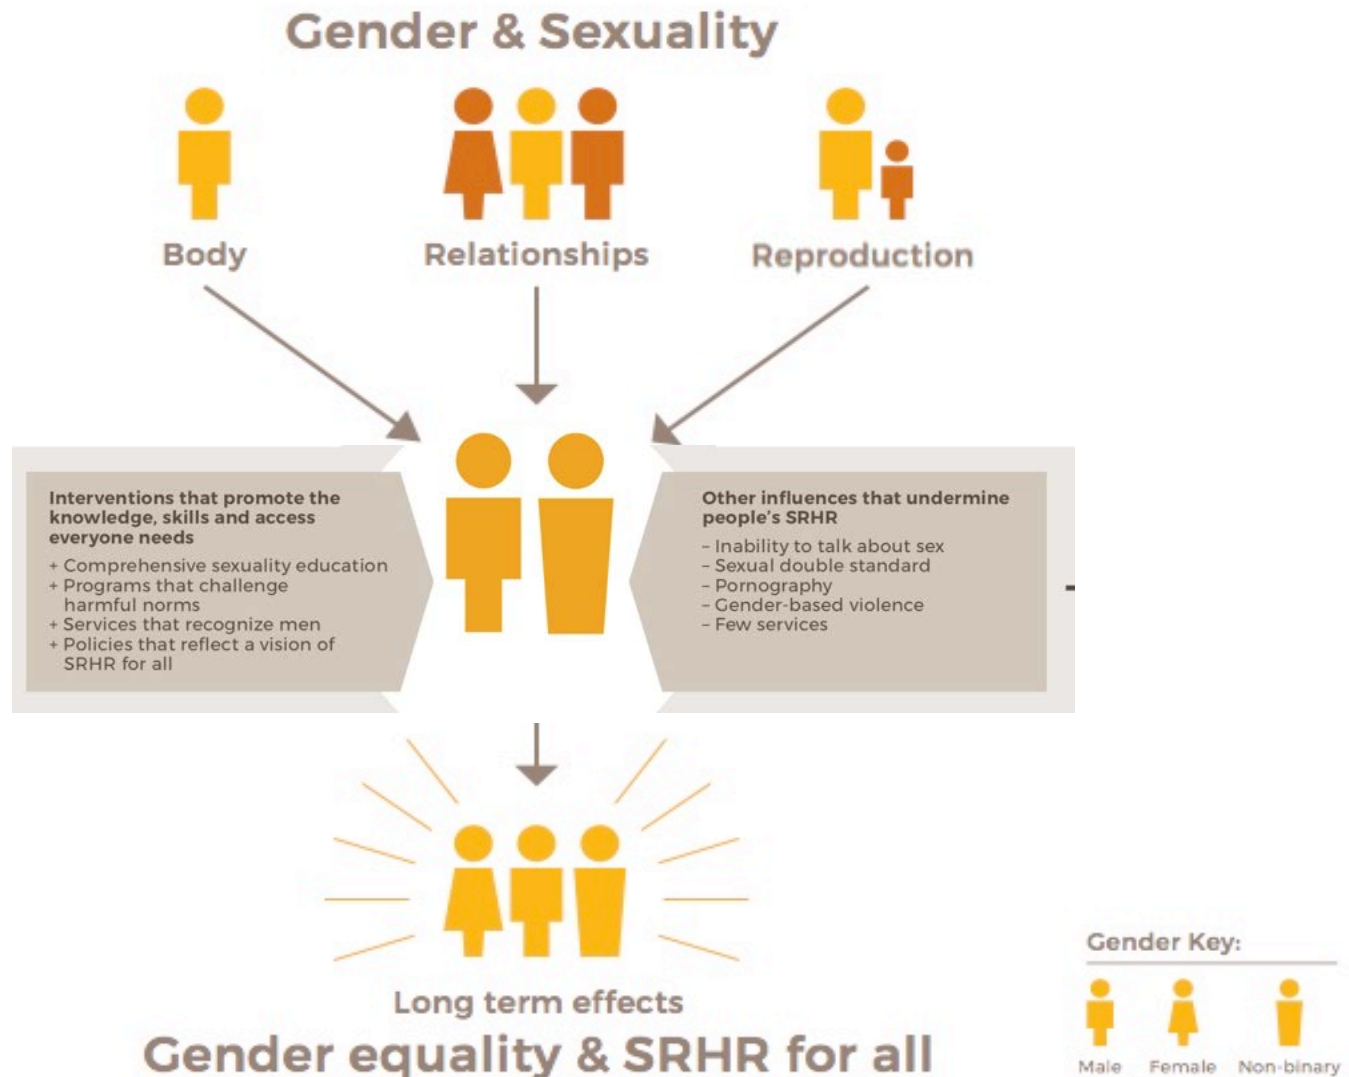 Gender & Sexuality
Body
Relationships
Reproduction
Interventions that promote the
knowledge, skills and access
everyone needs
+ Comprehensive sexuality education
+ Programs that challenge
harmful norms
+ Services that recognize men
+ Policies that reflect a vision of
SRHR for all
Other influences that undermine
people's SRHR
– Inability to talk about sex
– Sexual double standard
– Pornography
– Gender-based violence
– Few services
Long term effects
Gender equality & SRHR for all
Gender Key:
Male
Female
Non-binary